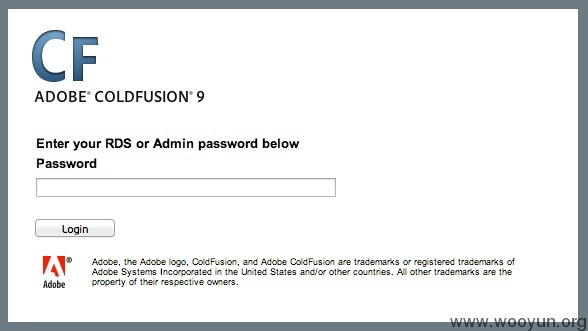 CF
ADOBE® COLDFUSION® 9
Enter your RDS or Admin password below
Password
Login
Adobe, the Adobe logo, ColdFusion, and Adobe ColdFusion are trademarks or registered trademarks of
Adobe Systems Incorporated in the United States and/or other countries. All other trademarks are the
property of their respective owners.
®
Adobe
www.wooyun.org